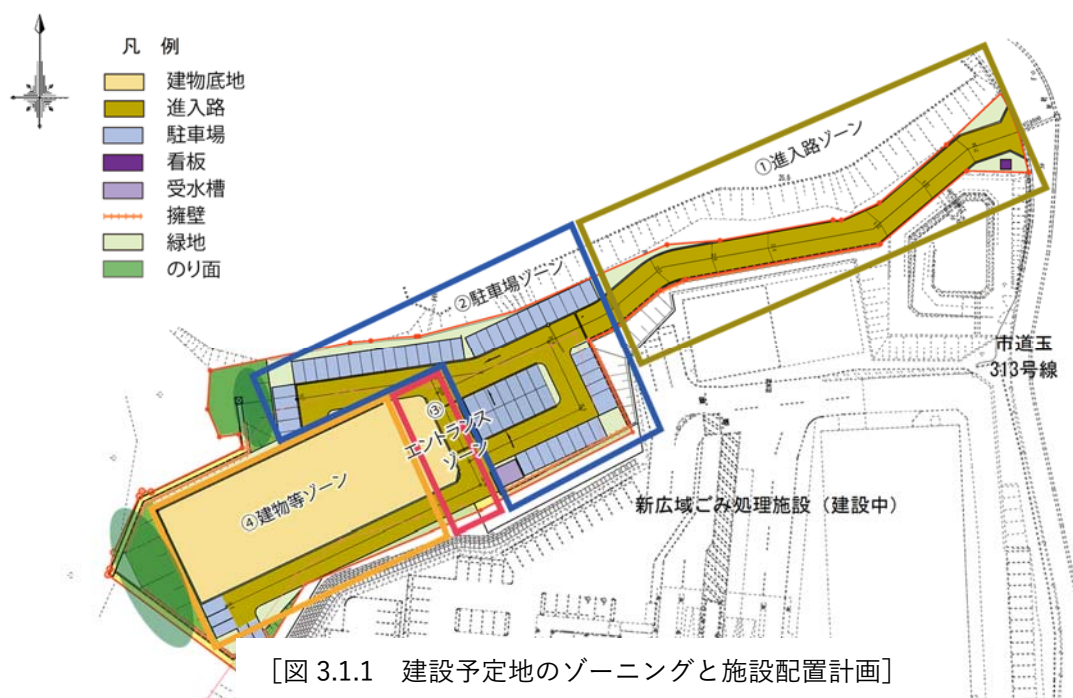 凡 例
建物底地
進入路
駐車場
看板
受水槽
擁壁
緑地
のり面
①進入路ゾーン
②駐車場ゾーン
③
エントランス
ゾーン
④建物等ゾーン
市道玉
313号線
新広域ごみ処理施設（建設中）
[図 3.1.1 建設予定地のゾーニングと施設配置計画]